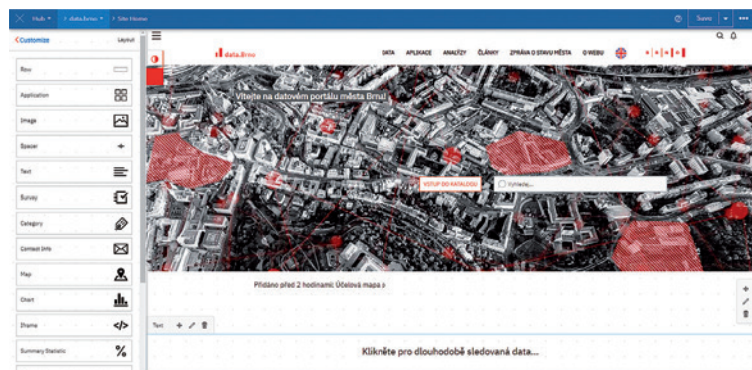 Hub > data.brno > Site Home
Save
<Customize
Layout
Row
Application
Image
Spacer
Text
Survey
Category
Contact Info
Map
Chart
Iframe
Summary Statistic
data.Brno
DATA APLIKACE ANALÝZY ČLÁNKY ZPRÁVA O STAVU MĚSTA O WEBU
Vítejte na datovém portálu města Brna!
VSTUP DO KATALOGU
Vyhledej...
Přidáno před 2 hodinami: Účelová mapa p
Text
Klikněte pro dlouhodobě sledovaná data...